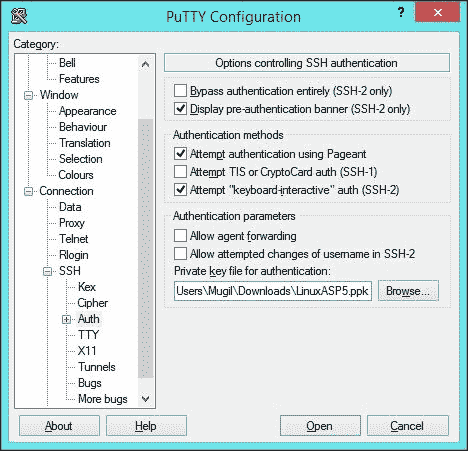 PuTTY Configuration
?
Category:
Bell
Features
Window
Appearance
Behaviour
Translation
Selection
Colours
Connection
Data
Proxy
Telnet
Rlogin
SSH
Kex
Cipher
Auth
TTY
X11
Tunnels
Bugs
More bugs
Options controlling SSH authentication
Bypass authentication entirely (SSH-2 only)
Display pre-authentication banner (SSH-2 only)
Authentication methods
Attempt authentication using Pageant
Attempt TIS or CryptoCard auth (SSH-1)
Attempt "keyboard-interactive" auth (SSH-2)
Authentication parameters
Allow agent forwarding
Allow attempted changes of username in SSH-2
Private key file for authentication:
Users\Mugil\Downloads\LinuxASP5.ppk
Browse...
About
Help
Open
Cancel